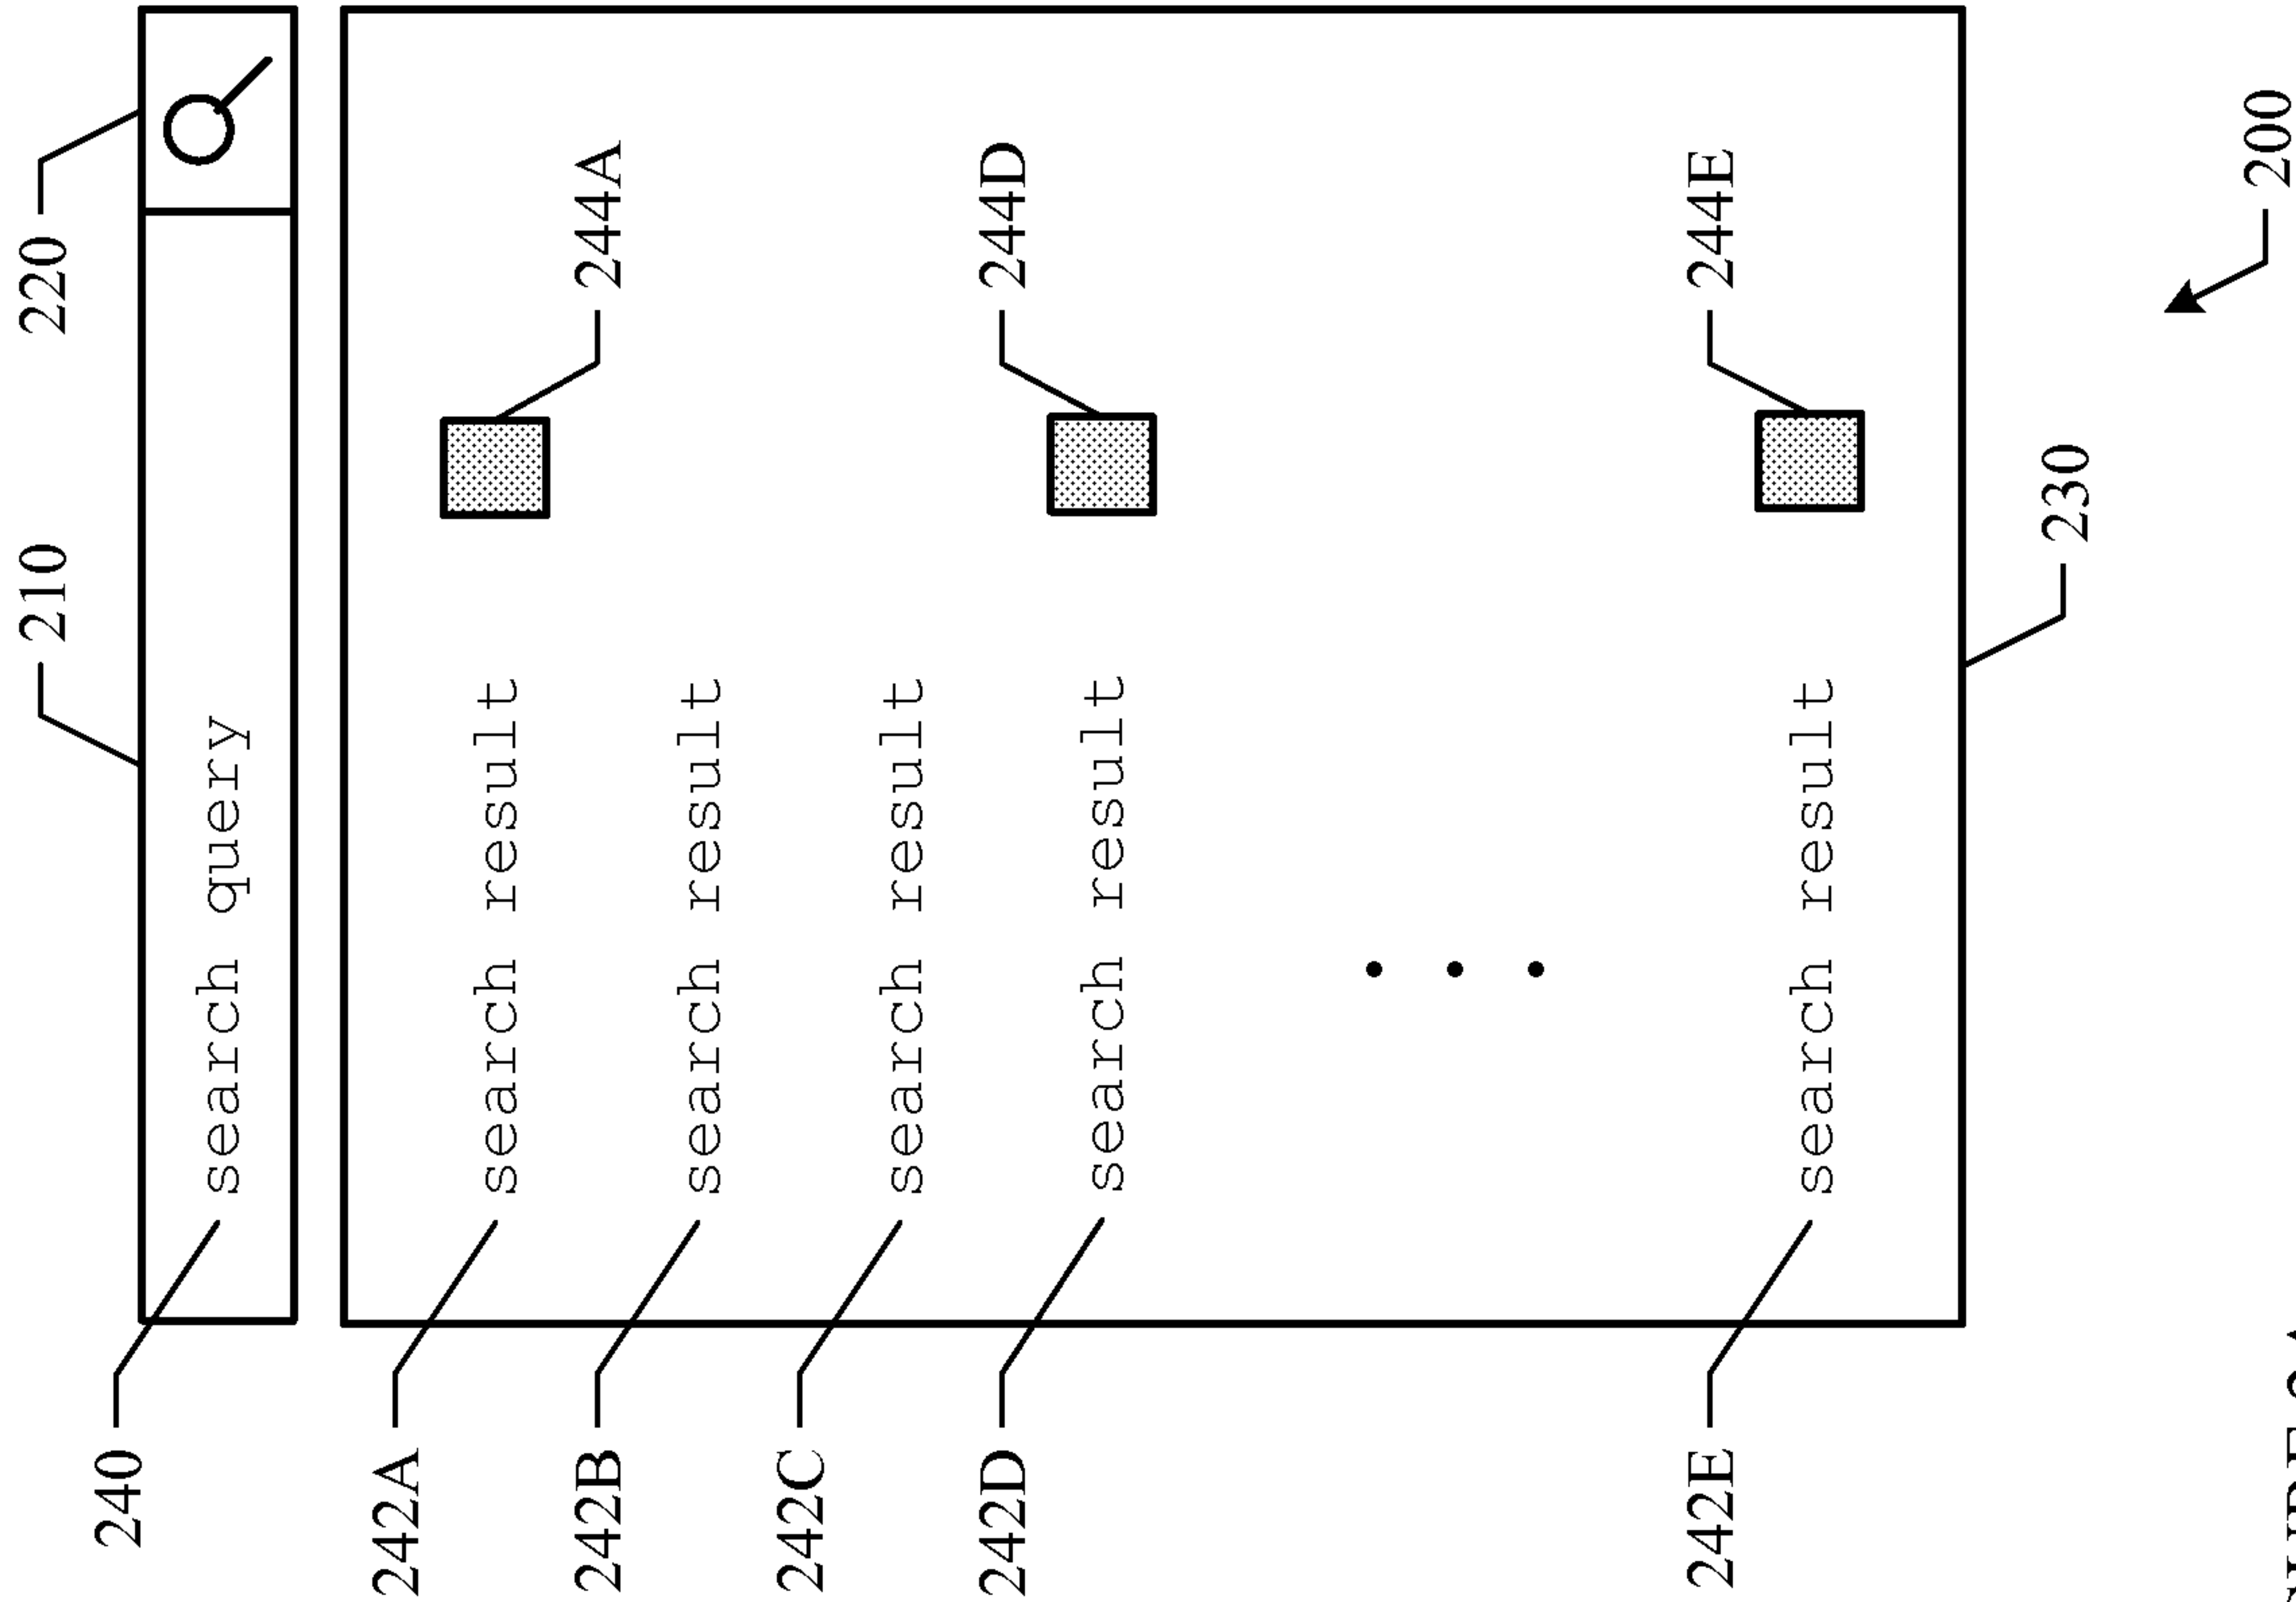 210 220
240 search query
242A search result
244A
242B search result
242C search result
242D search result
244D
242E search result
244E
230
200